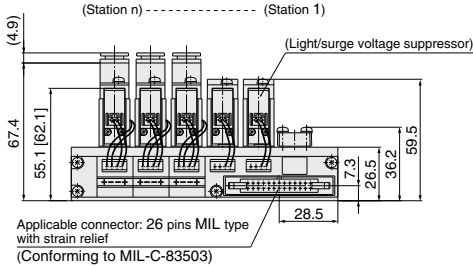 (Station n) (Station 1)
(4.9)
(Light/surge voltage suppressor)
67.4
55.1 [62.1]
7.3
26.5
36.2
59.5
28.5
Applicable connector: 26 pins MIL type
with strain relief
(Conforming to MIL-C-83503)